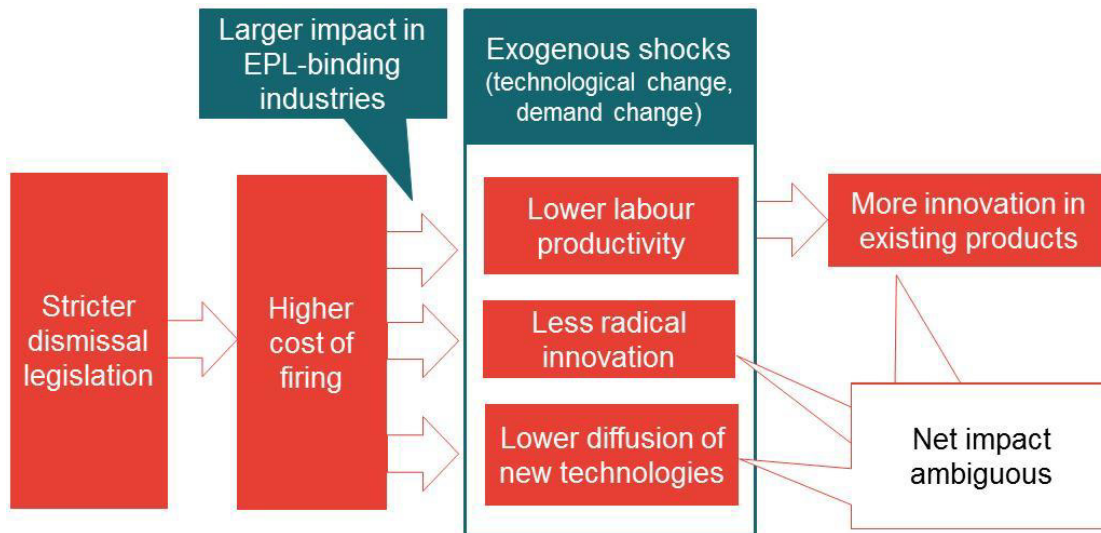 Larger impact in
EPL-binding
industries
Exogenous shocks
(technological change,
demand change)
Stricter
dismissal
legislation
Higher
cost of
firing
Lower labour
productivity
More innovation in
existing products
Less radical
innovation
Lower diffusion of
new technologies
Net impact
ambiguous